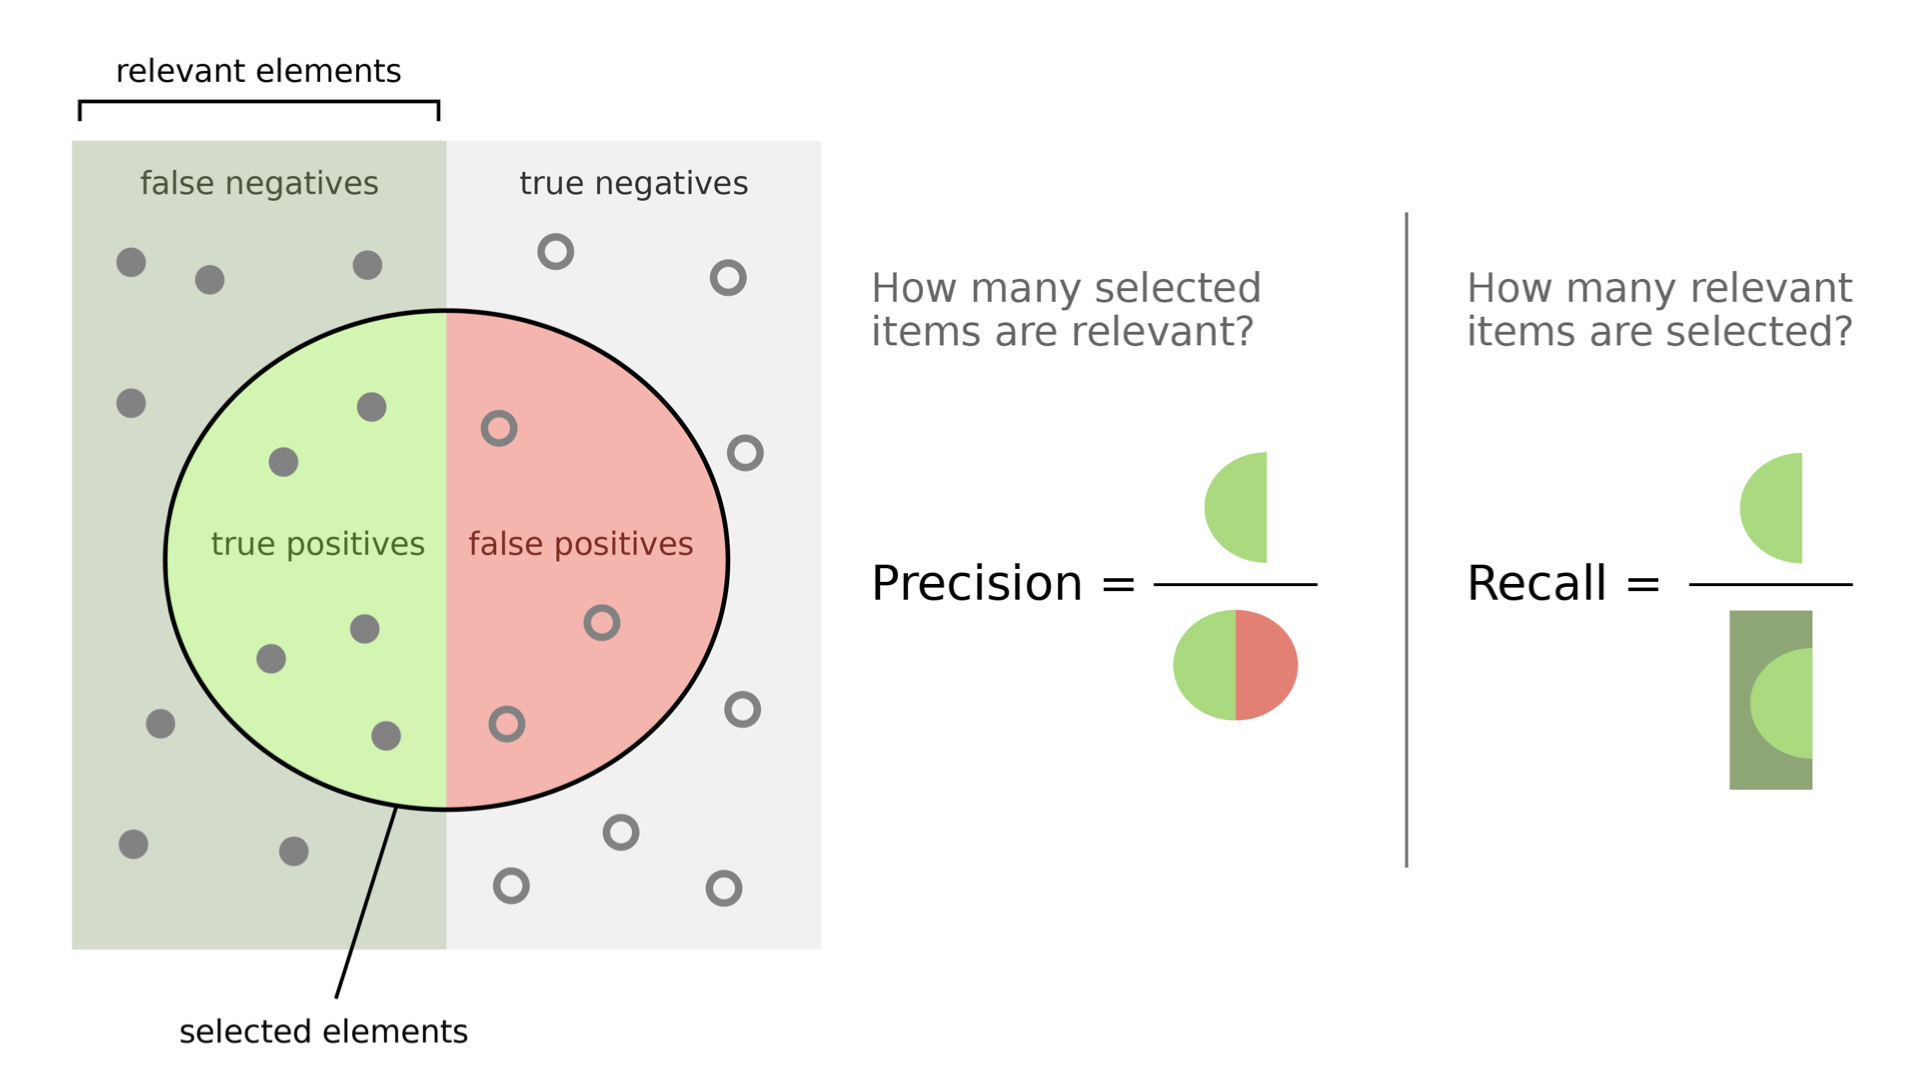 relevant elements
false negatives
true negatives
true positives
false positives
selected elements
How many selected
items are relevant?
Precision =
How many relevant
items are selected?
Recall =